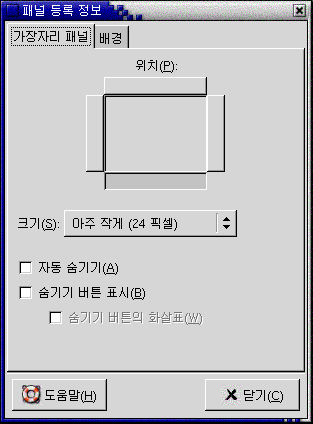 패널 등록 정보
가장자리 패널 배경
위치(P):
크기(S): 아주 작게 (24 픽셀)
자동 숨기기(A)
숨기기 버튼 표시(B)
숨기기 버튼의 화살표(W)
도움말(H) 닫기(C)